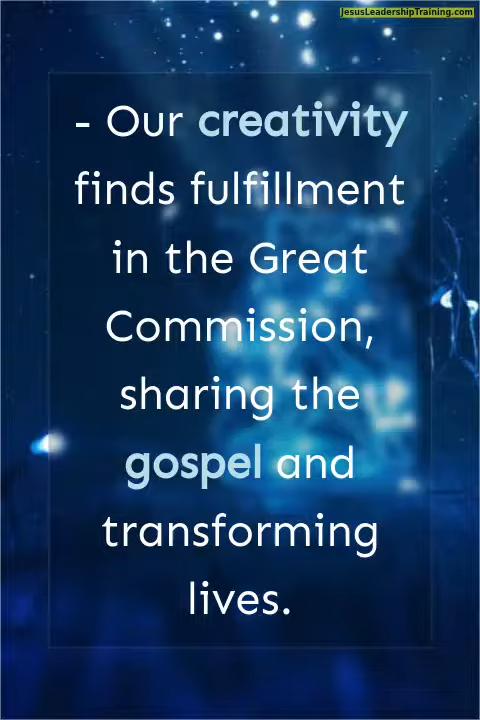 JesusLeadershipTraining.com
- Our creativity
finds fulfillment
in the Great
Commission,
sharing the
gospel and
transforming
lives.